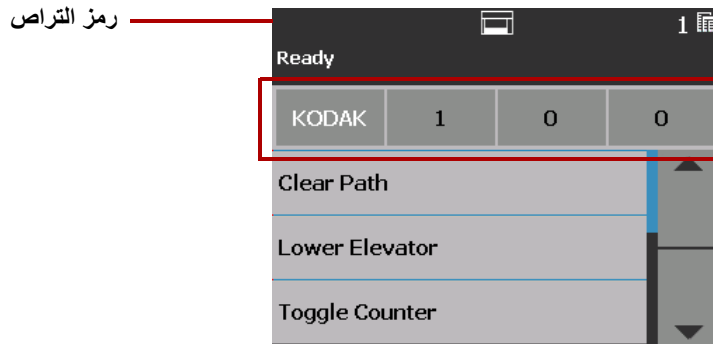 رمز التراص
1
Ready
KODAK 1 0 0
Clear Path
Lower Elevator
Toggle Counter